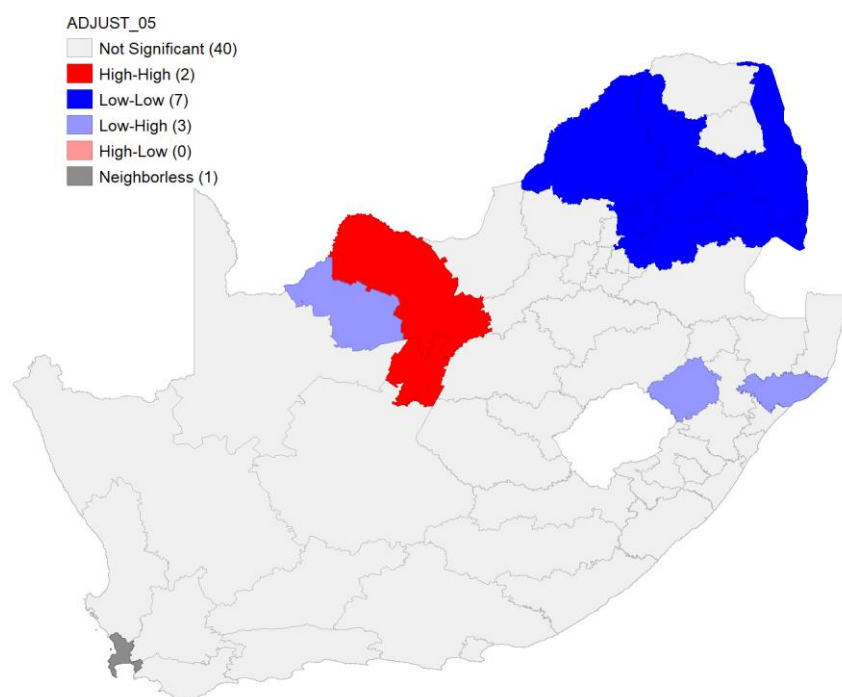 ADJUST_05
Not Significant (40)
High-High (2)
Low-Low (7)
Low-High (3)
High-Low (0)
Neighborless (1)